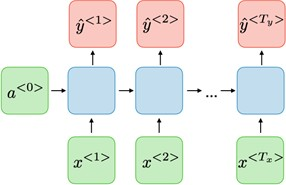 ŷ<1> ŷ<2> ŷ<Ty>
a<0> ...
x<1> x<2> x<Tx>